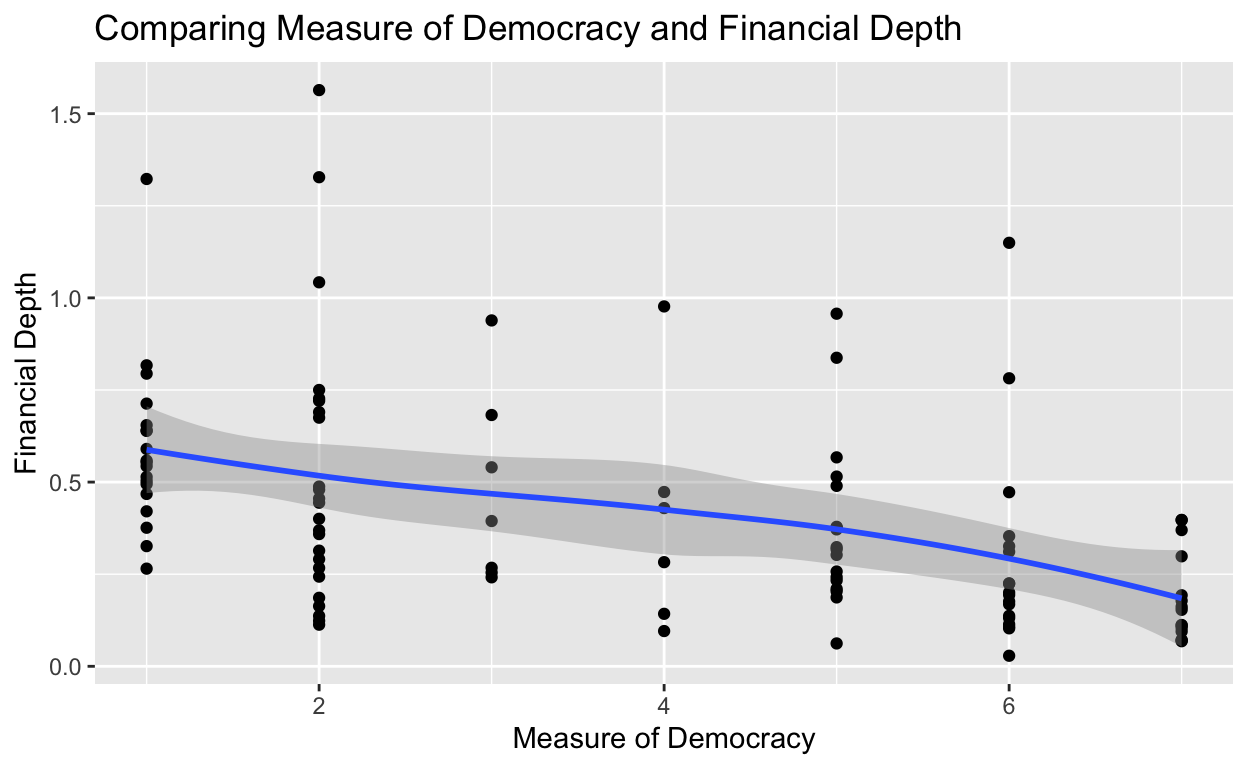 Comparing Measure of Democracy and Financial Depth
1.5
1.0
0.5
0.0
Financial Depth
2 4 6
Measure of Democracy